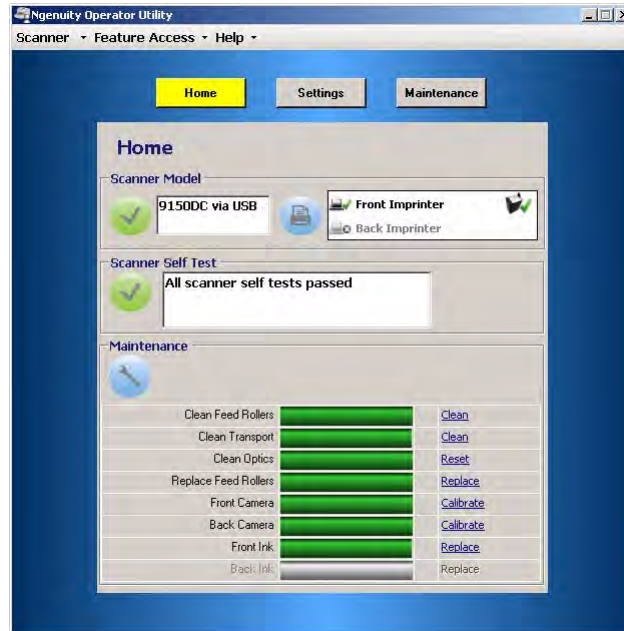 Ngenuity Operator Utility
Scanner Feature Access Help
Home Settings Maintenance
Home
Scanner Model
9150DC via USB
Front Imprinter
Back Imprinter
Scanner Self Test
All scanner self tests passed
Maintenance
Clean Feed Rollers Clean
Clean Transport Clean
Clean Optics Reset
Replace Feed Rollers Replace
Front Camera Calibrate
Back Camera Calibrate
Front Ink Replace
Back Ink Replace